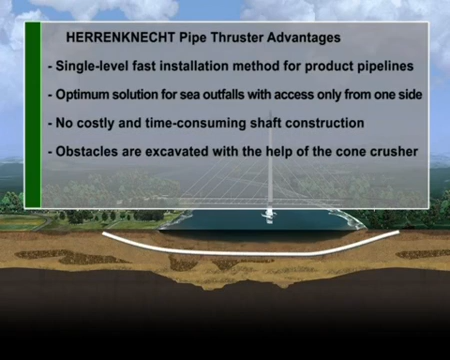 HERRENKNECHT Pipe Thruster Advantages
- Single-level fast installation method for product pipelines
- Optimum solution for sea outfalls with access only from one side
- No costly and time-consuming shaft construction
- Obstacles are excavated with the help of the cone crusher